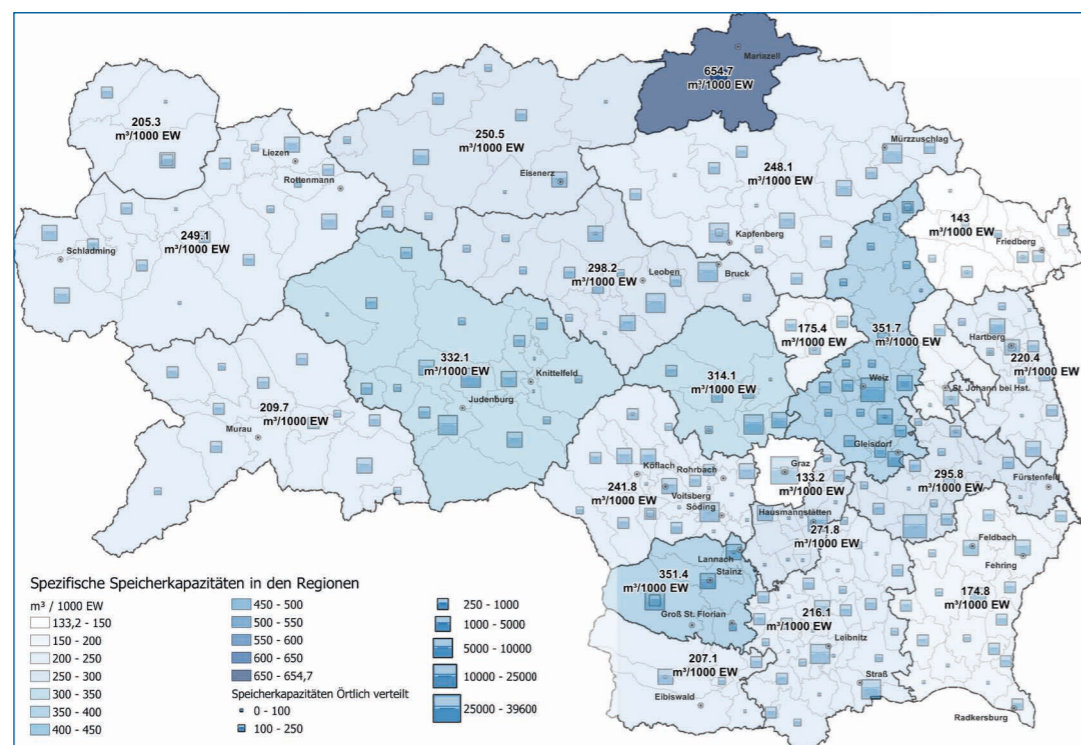 Mariazell
654.7
m³/1000 EW
205.3
m³/1000 EW
250.5
m³/1000 EW
Liezen
Rottenmann
Eisenerz
Mürzzuschlag
248.1
m³/1000 EW
249.1
m³/1000 EW
Schladming
Kapfenberg
143
m³/1000 EW
Friedberg
298.2
m³/1000 EW
Leoben
Bruck
175.4
m³/1000 EW
351.7
m³/1000 EW
Hartberg
220.4
m³/1000 EW
332.1
m³/1000 EW
Knittelfeld
Judenburg
314.1
m³/1000 EW
Weiz
St. Johann bei Hst.
209.7
m³/1000 EW
Murau
Gleisdorf
Köflach
Rohrbach
241.8
m³/1000 EW
Voitsberg
Söding
Graz
133.2
m³/1000 EW
295.8
m³/1000 EW
Fürstenfeld
Hausmannstätten
271.8
m³/1000 EW
Feldbach
Fehring
Lannach
Stainz
351.4
m³/1000 EW
Groß St. Florian
174.8
m³/1000 EW
216.1
m³/1000 EW
Leibnitz
207.1
m³/1000 EW
Eibiswald
Straß
Radkersburg
Spezifische Speicherkapazitäten in den Regionen
m³ / 1000 EW
133,2 - 150
150 - 200
200 - 250
250 - 300
300 - 350
350 - 400
400 - 450
450 - 500
500 - 550
550 - 600
600 - 650
650 - 654,7
Speicherkapazitäten Örtlich verteilt
0 - 100
100 - 250
250 - 1000
1000 - 5000
5000 - 10000
10000 - 25000
25000 - 39600